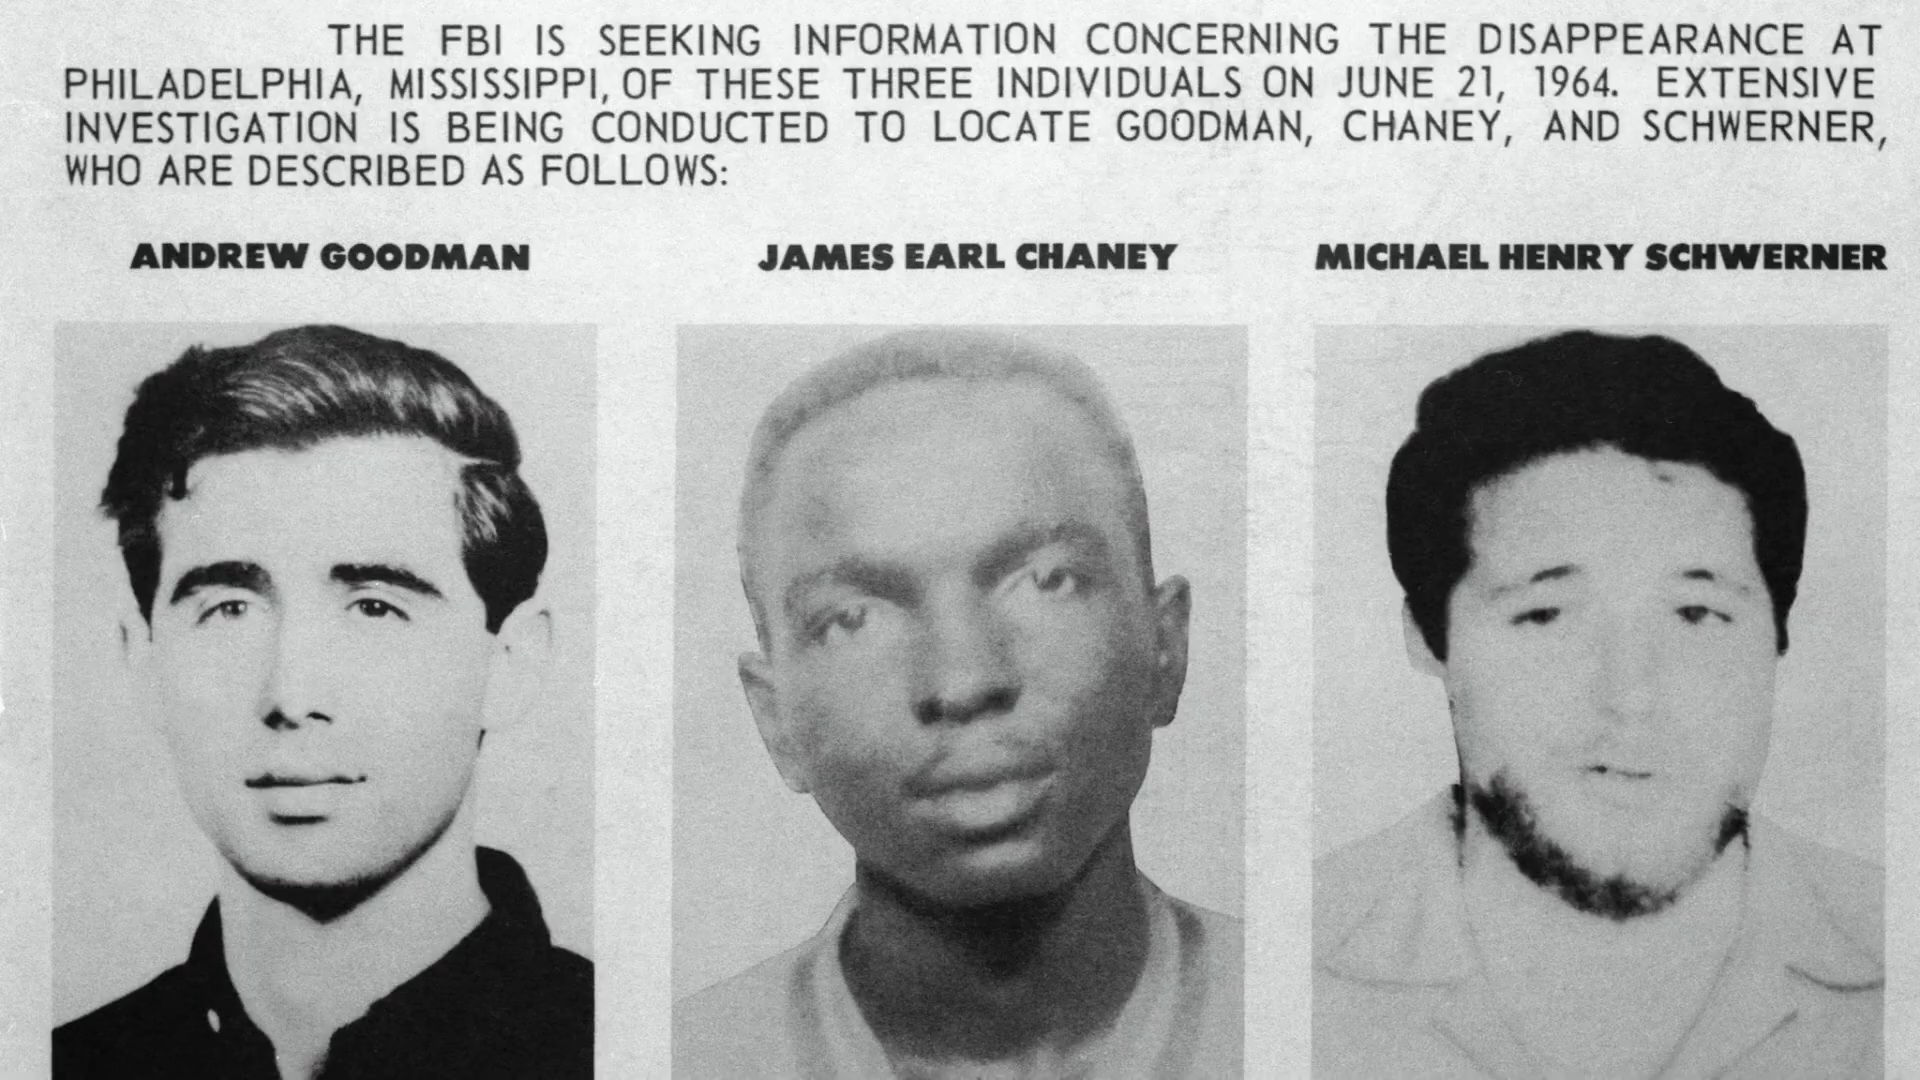 THE FBI IS SEEKING INFORMATION CONCERNING THE DISAPPEARANCE AT
PHILADELPHIA, MISSISSIPPI, OF THESE THREE INDIVIDUALS ON JUNE 21, 1964. EXTENSIVE
INVESTIGATION IS BEING CONDUCTED TO LOCATE GOODMAN, CHANEY, AND SCHWERNER,
WHO ARE DESCRIBED AS FOLLOWS:
ANDREW GOODMAN
JAMES EARL CHANEY
MICHAEL HENRY SCHWERNER